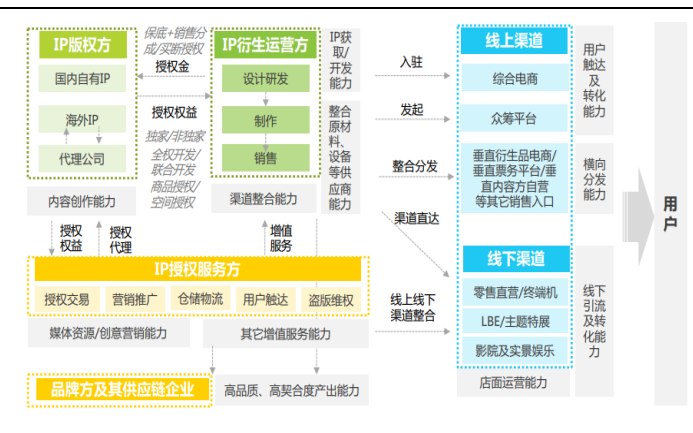 IP版权方
国内自有IP
海外IP
代理公司
内容创作能力
保底+销售分
成/买断授权
授权金
授权权益
独家/非独家
全权开发/
联合开发
商品授权/
空间授权
IP衍生运营方
设计研发
制作
销售
渠道整合能力
IP获
取/
开发
能力
整合
原材
料、
设备
等供
应商
能力
入驻
发起
整合分发
渠道直达
线上线下
渠道整合
线上渠道
综合电商
众筹平台
垂直衍生品电商/
垂直票务平台/垂
直内容方自营
等其它销售入口
用户
触达
及
转化
能力
横向
分发
能力
线下渠道
零售直营/终端机
LBE/主题特展
影院及实景娱乐
店面运营能力
线下
引流
及转
化能
力
用
户
授权
权益
授权
代理
增值
服务
IP授权服务方
授权交易
营销推广
仓储物流
用户触达
盗版维权
媒体资源/创意营销能力
其它增值服务能力
品牌方及其供应链企业
高品质、高契合度产出能力